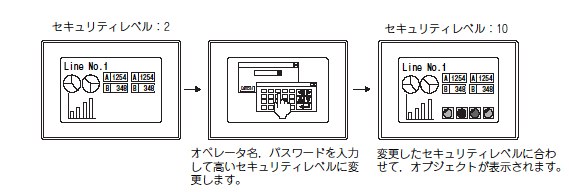 セキュリティレベル：2
セキュリティレベル：10
Line No.1
A 1254 A 1254
B 348 B 348
Line No.1
A 1254 A 1254
B 348 B 348
オペレータ名，パスワードを入力
して高いセキュリティレベルに変
更します。
変更したセキュリティレベルに合わ
せて，オブジェクトが表示されます。